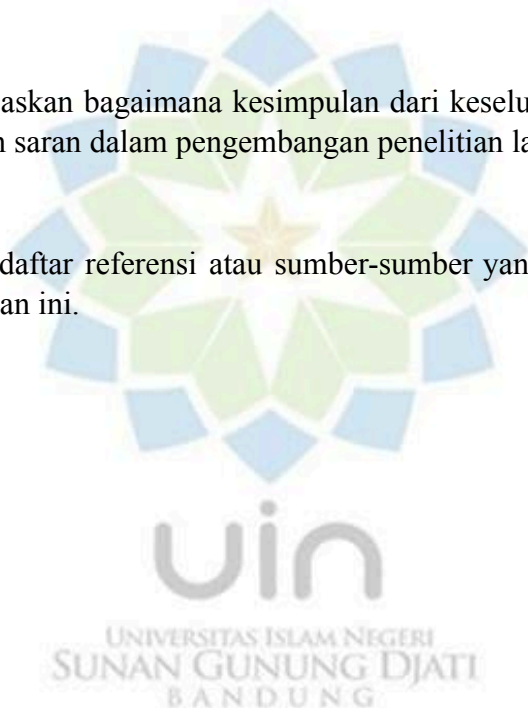 askan bagaimana kesimpulan dari keselu
n saran dalam pengembangan penelitian la
daftar referensi atau sumber-sumber yan
an ini.
uin
UNIVERSITAS ISLAM NEGERI
SUNAN GUNUNG DJATI
BANDUNG